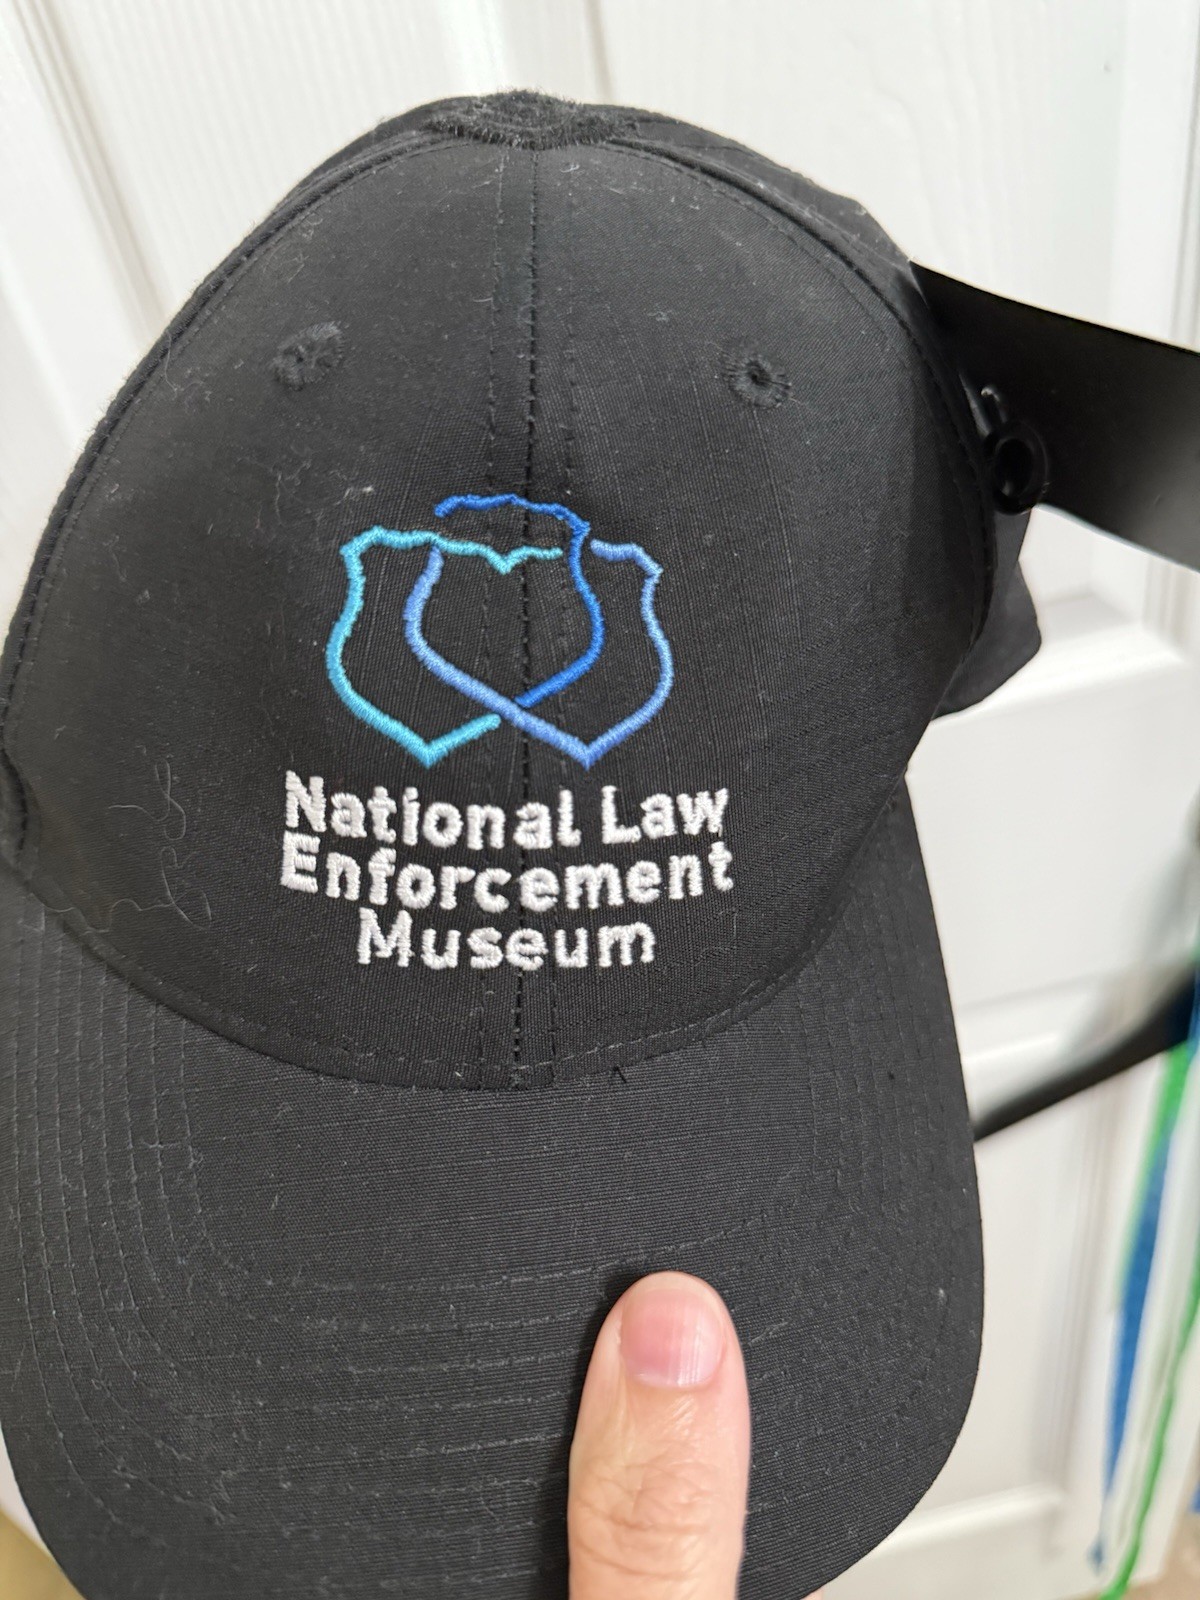 National Law
Enforcement
Museum